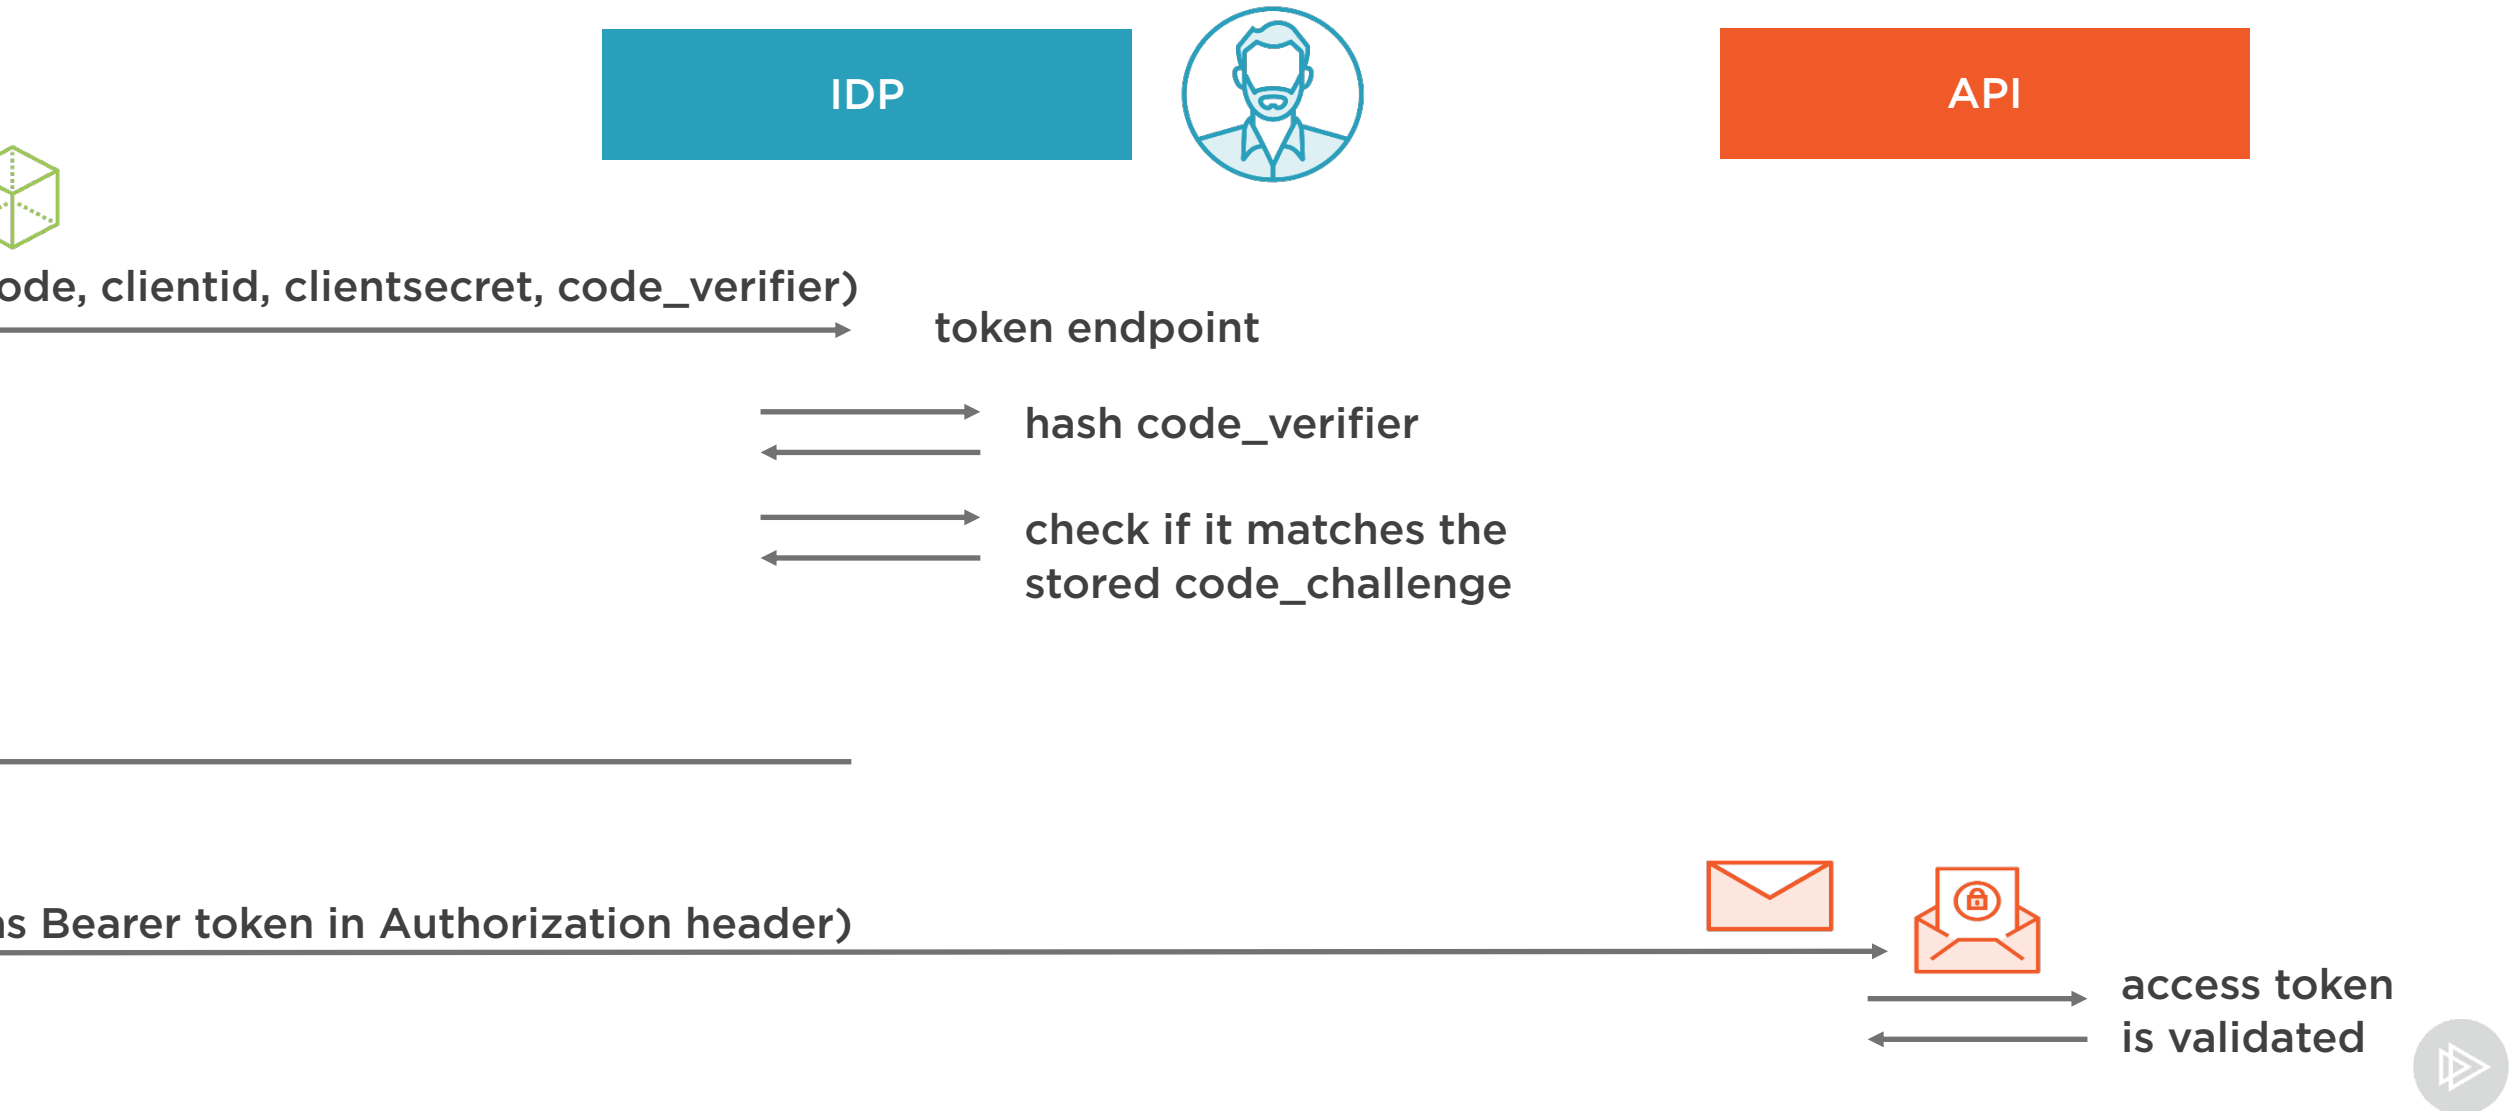 IDP
API
ode, clientid, clientsecret, code_verifier)
token endpoint
hash code_verifier
check if it matches the
stored code_challenge
s Bearer token in Authorization header)
access token
is validated